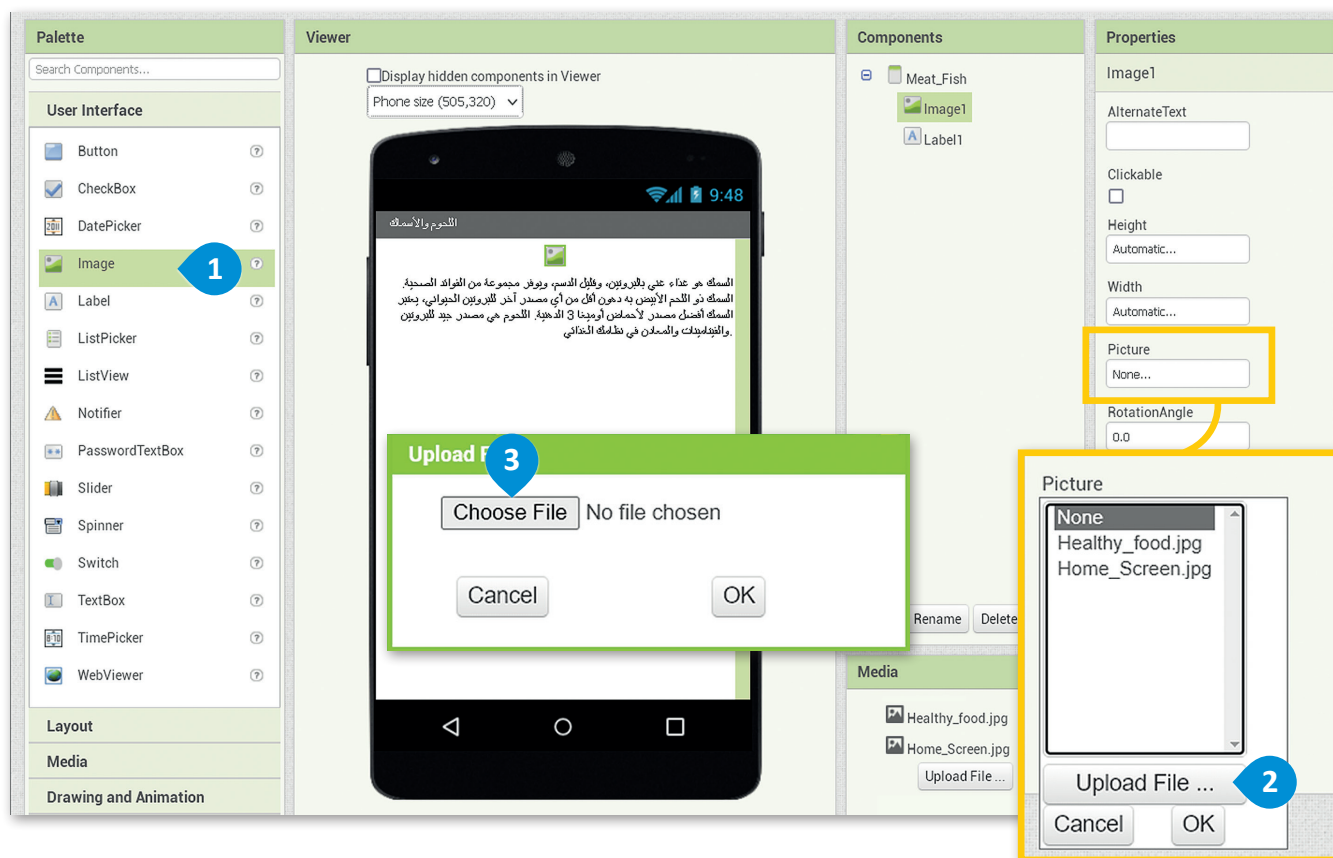 Palette
Search Components...
User Interface
Button
CheckBox
DatePicker
Image
1
Label
ListPicker
ListView
Notifier
PasswordTextBox
Slider
Spinner
Switch
TextBox
TimePicker
WebViewer
Layout
Media
Drawing and Animation
Viewer
Display hidden components in Viewer
Phone size (505,320)
9:48
اللحوم والأسماك
السمك هو غذاء غني بالبروتين، وقليل الدسم، ويوفر مجموعة من الفوائد الصحية.
السمك ذو اللحم الأبيض به دهون أقل من أي مصدر آخر للبروتين الحيواني، يعتبر
السمك أفضل مصدر لأحماض أوميغا 3 الدهنية. اللحوم هي مصدر جيد للبروتين
والفيتامينات والمعادن في نظامك الغذائي.
Upload F
3
Choose File No file chosen
Cancel OK
Components
Meat_Fish
Image1
Label1
Rename Delete
Media
Healthy_food.jpg
Home_Screen.jpg
Upload File ...
Properties
Image1
AlternateText
Clickable
Height
Automatic...
Width
Automatic...
Picture
None...
RotationAngle
0.0
Picture
None
Healthy_food.jpg
Home_Screen.jpg
Upload File ...
2
Cancel OK